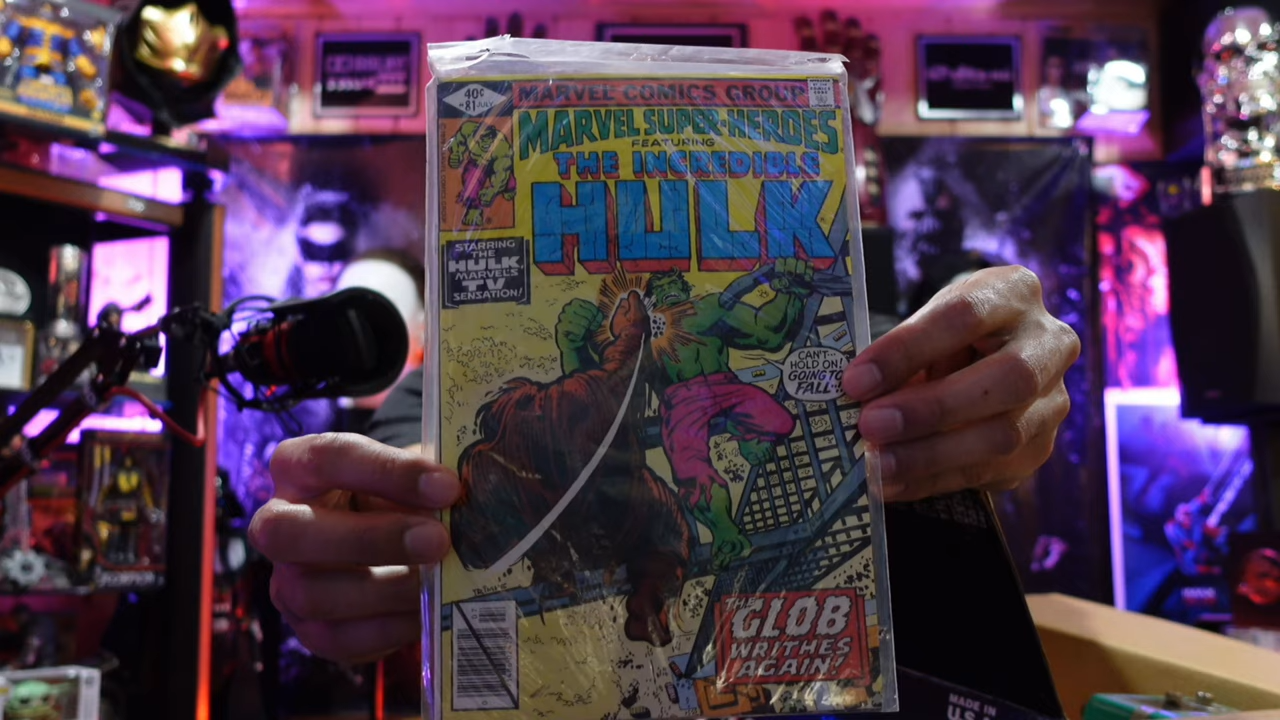 40¢
#81 JULY
MARVEL COMICS GROUP
MARVEL SUPER-HEROES
FEATURING
THE INCREDIBLE
HULK
STARRING
THE
HULK,
MARVEL'S
TV
SENSATION!
CAN'T--
HOLD ON!
GOING TO
FALL!
THE
GLOB
WRITHES
AGAIN!
MADE IN